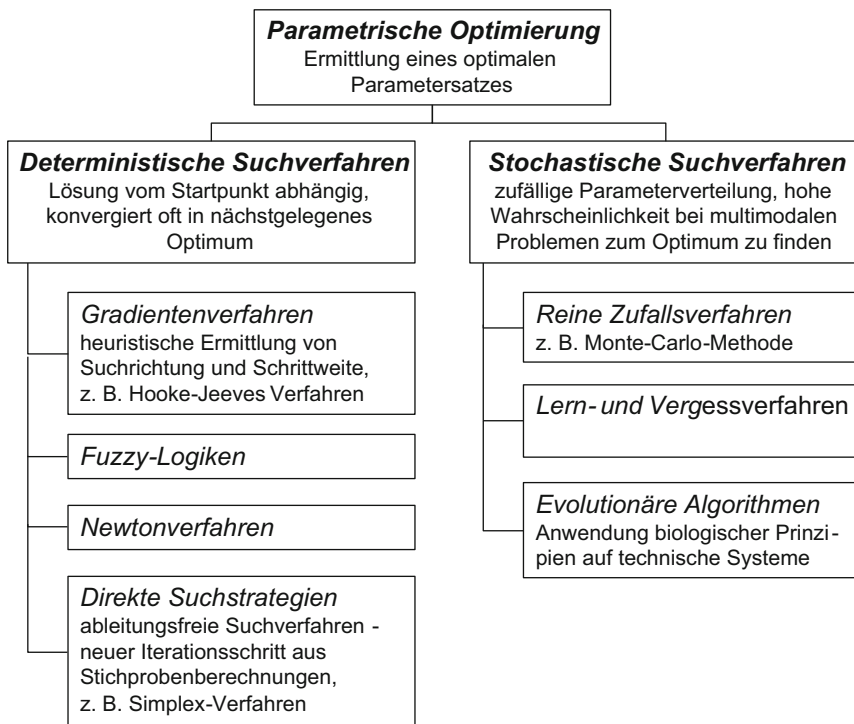 Parametrische Optimierung
Ermittlung eines optimalen
Parametersatzes
Deterministische Suchverfahren
Lösung vom Startpunkt abhängig,
konvergiert oft in nächstgelegenes
Optimum
Gradientenverfahren
heuristische Ermittlung von
Suchrichtung und Schrittweite,
z. B. Hooke-Jeeves Verfahren
Fuzzy-Logiken
Newtonverfahren
Direkte Suchstrategien
ableitungsfreie Suchverfahren -
neuer Iterationsschritt aus
Stichprobenberechnungen,
z. B. Simplex-Verfahren
Stochastische Suchverfahren
zufällige Parameterverteilung, hohe
Wahrscheinlichkeit bei multimodalen
Problemen zum Optimum zu finden
Reine Zufallsverfahren
z. B. Monte-Carlo-Methode
Lern- und Vergessverfahren
Evolutionäre Algorithmen
Anwendung biologischer Prinzi-
pien auf technische Systeme